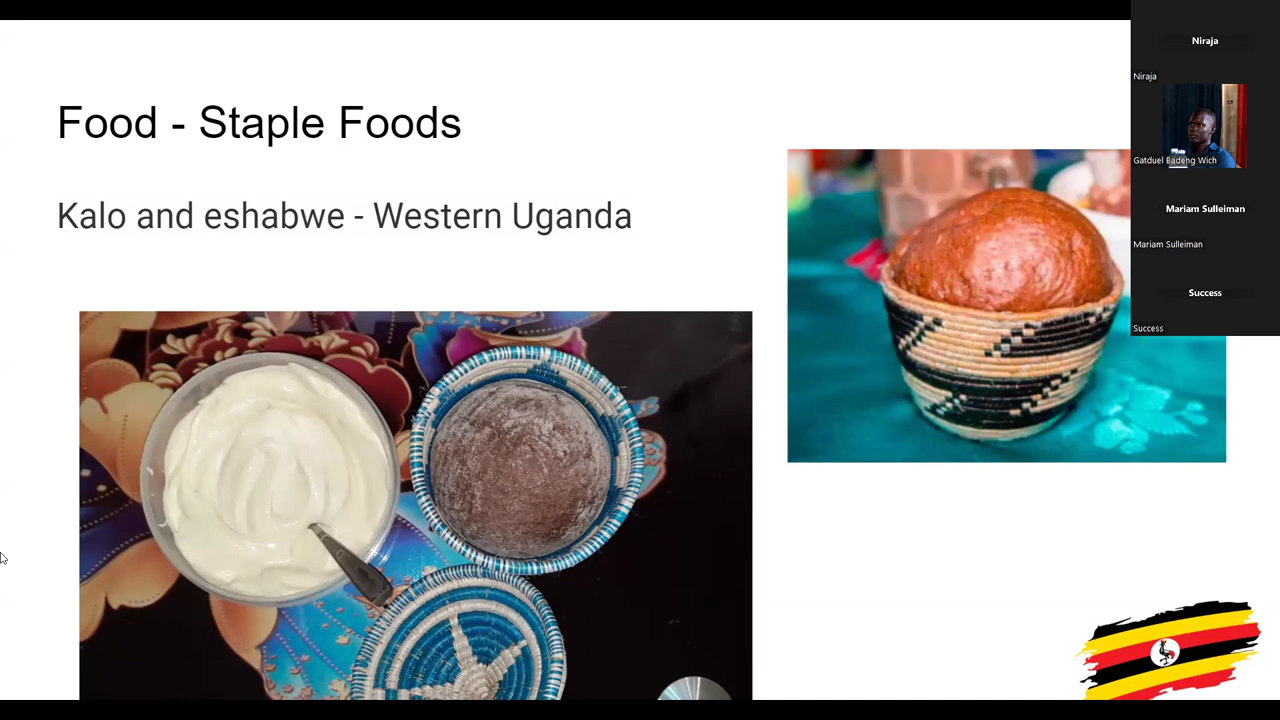 Food - Staple Foods
Kalo and eshabwe - Western Uganda
Niraja
Niraja
Gatduel Badeng Wich
Mariam Sulleiman
Mariam Sulleiman
Success
Success